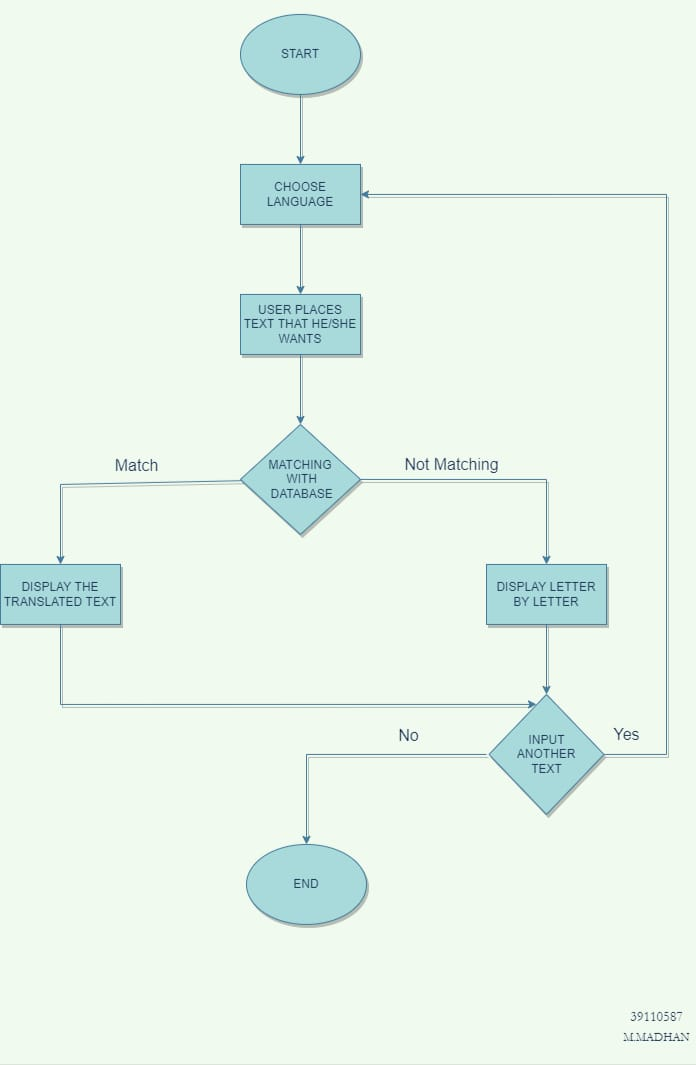 START
CHOOSE
LANGUAGE
USER PLACES
TEXT THAT HE/SHE
WANTS
MATCHING
WITH
DATABASE
Match
Not Matching
DISPLAY THE
TRANSLATED TEXT
DISPLAY LETTER
BY LETTER
INPUT
ANOTHER
TEXT
No
Yes
END
39110587
M.MADHAN